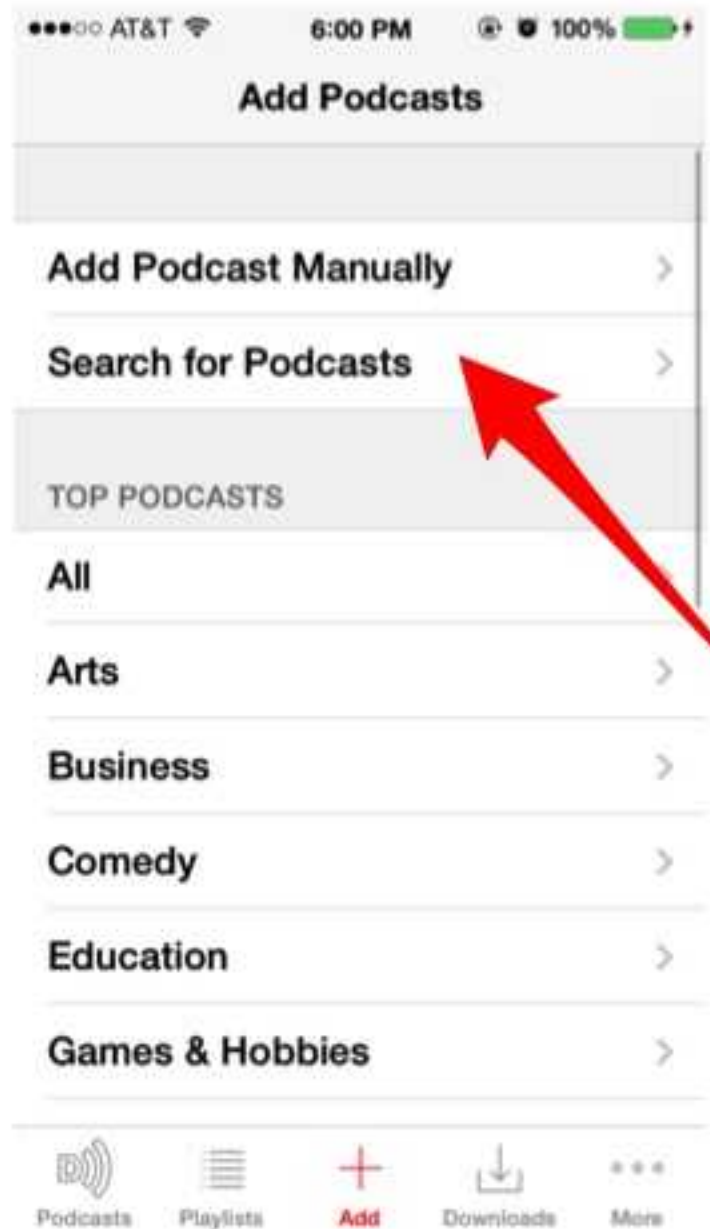 AT&T 6:00 PM 100%
Add Podcasts
Add Podcast Manually
Search for Podcasts
TOP PODCASTS
All
Arts
Business
Comedy
Education
Games & Hobbies
Podcasts Playlists Add Downloads More